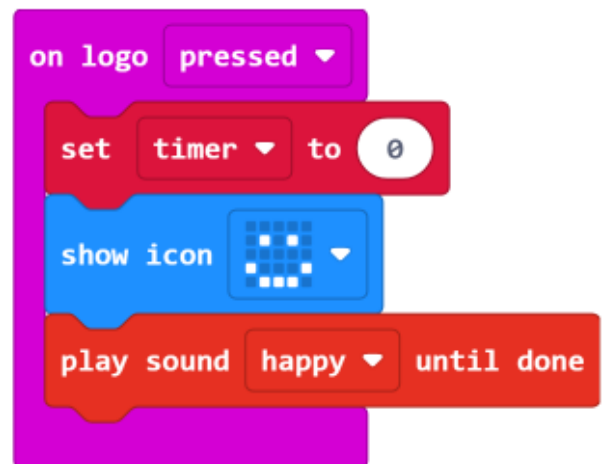 on logo pressed
set timer to 0
show icon
play sound happy until done